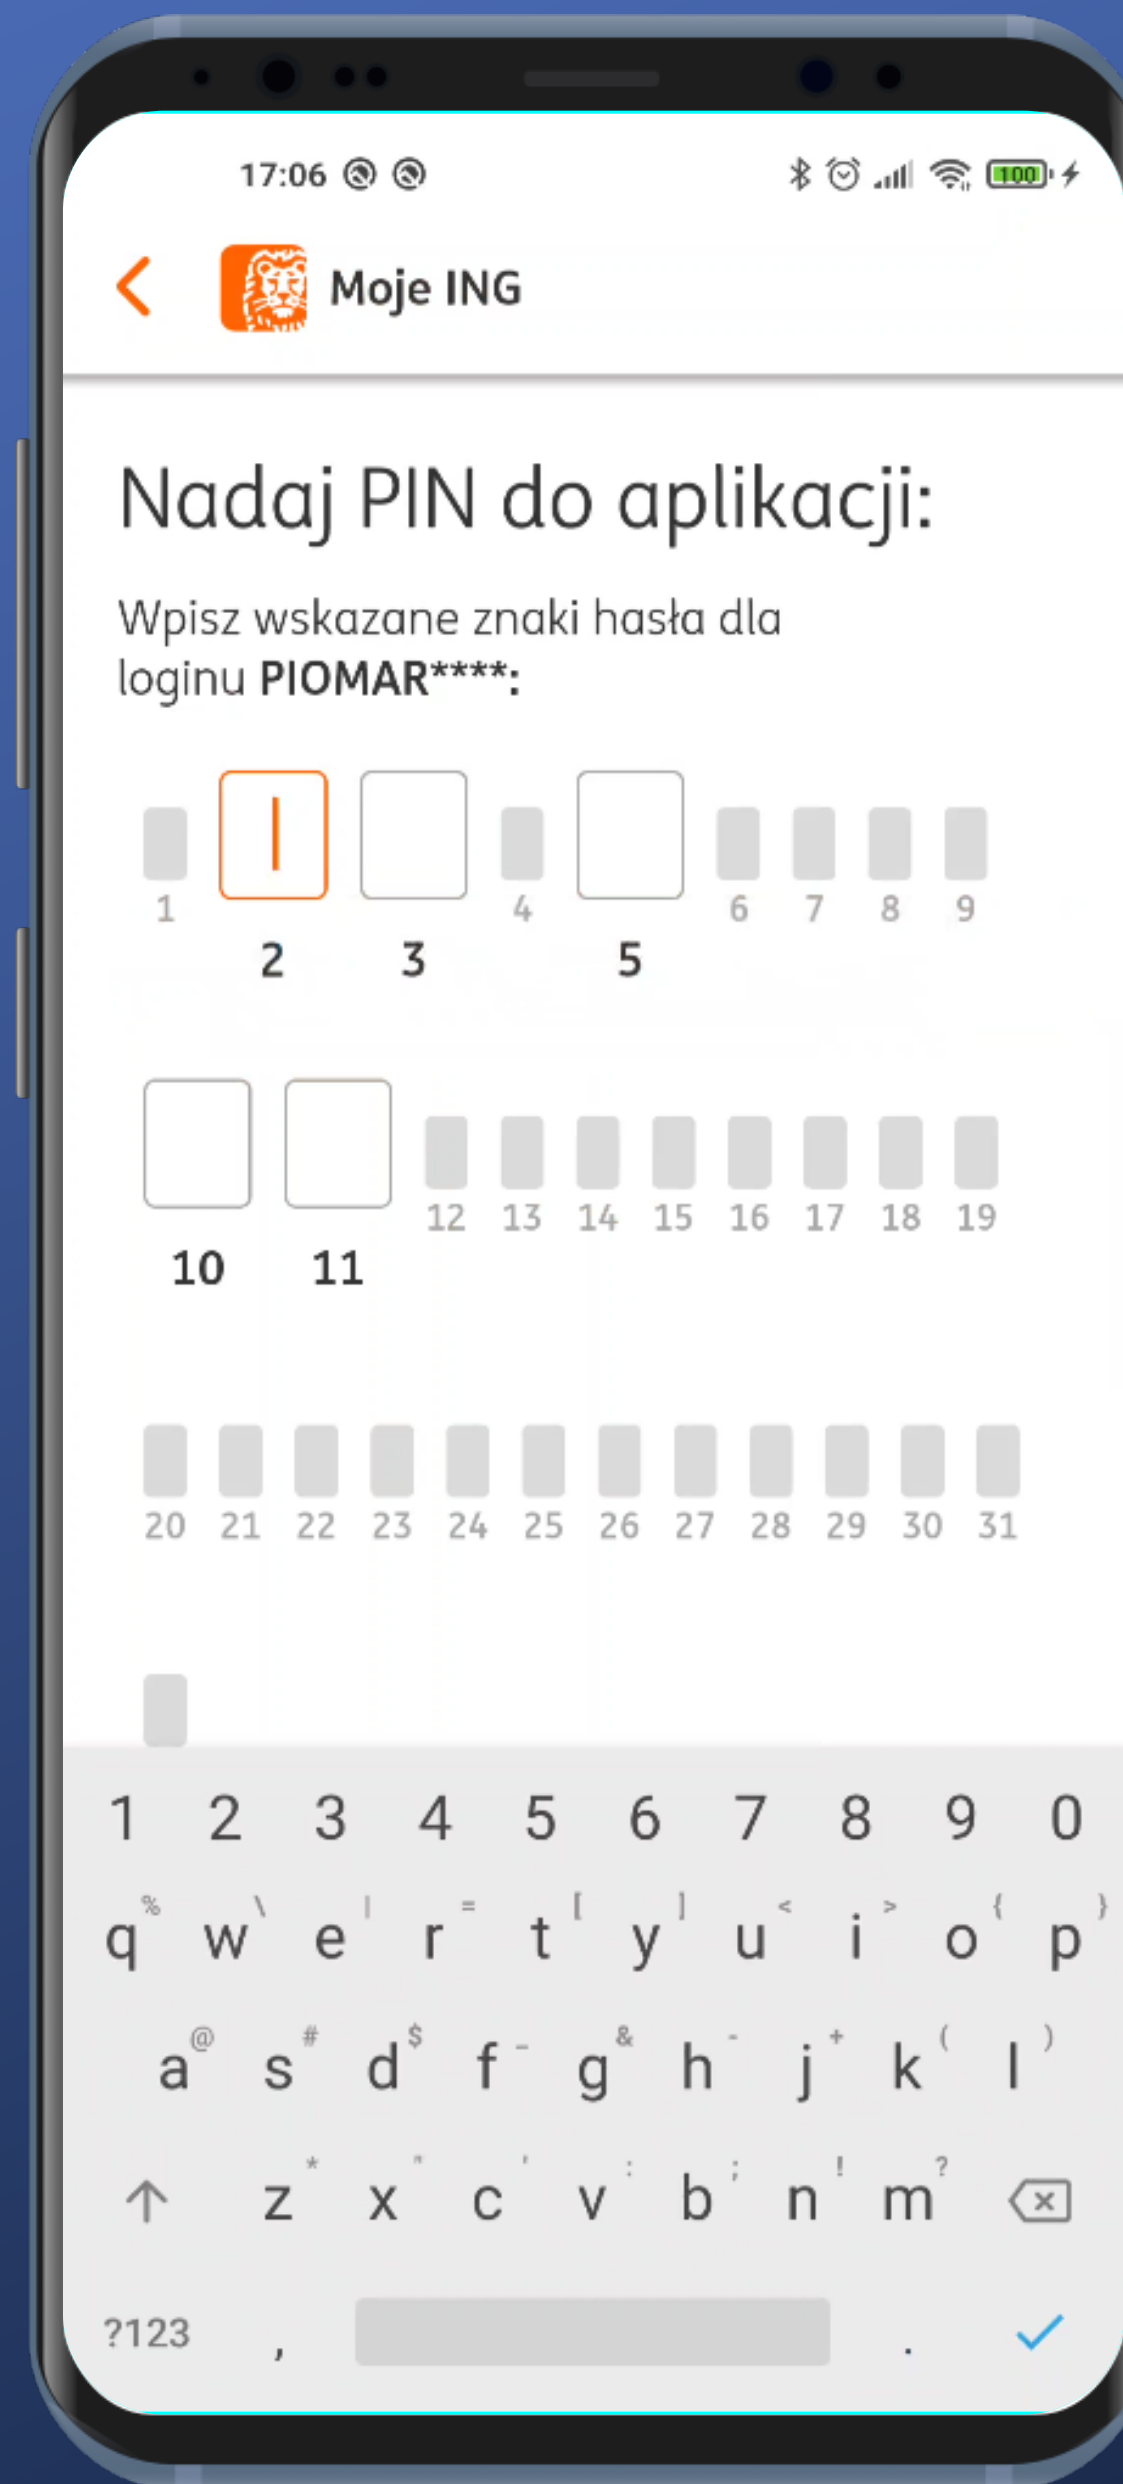 17:06 100
Moje ING
Nadaj PIN do aplikacji:
Wpisz wskazane znaki hasła dla
loginu PIOMAR****:
1 2 3 4 5 6 7 8 9
10 11 12 13 14 15 16 17 18 19
20 21 22 23 24 25 26 27 28 29 30 31
1 2 3 4 5 6 7 8 9 0
% \ | = [ ] < > { }
q w e r t y u i o p
@ # $ _ & - + ( )
a s d f g h j k l
* " ' : ; ! ?
z x c v b n m
?123 , .